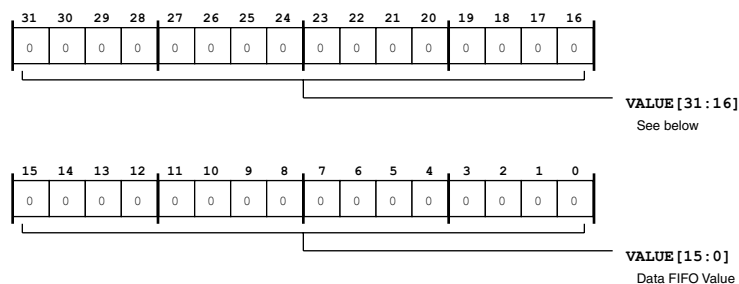 31 30 29 28 27 26 25 24 23 22 21 20 19 18 17 16
0 0 0 0 0 0 0 0 0 0 0 0 0 0 0 0
VALUE[31:16]
See below
15 14 13 12 11 10 9 8 7 6 5 4 3 2 1 0
0 0 0 0 0 0 0 0 0 0 0 0 0 0 0 0
VALUE[15:0]
Data FIFO Value